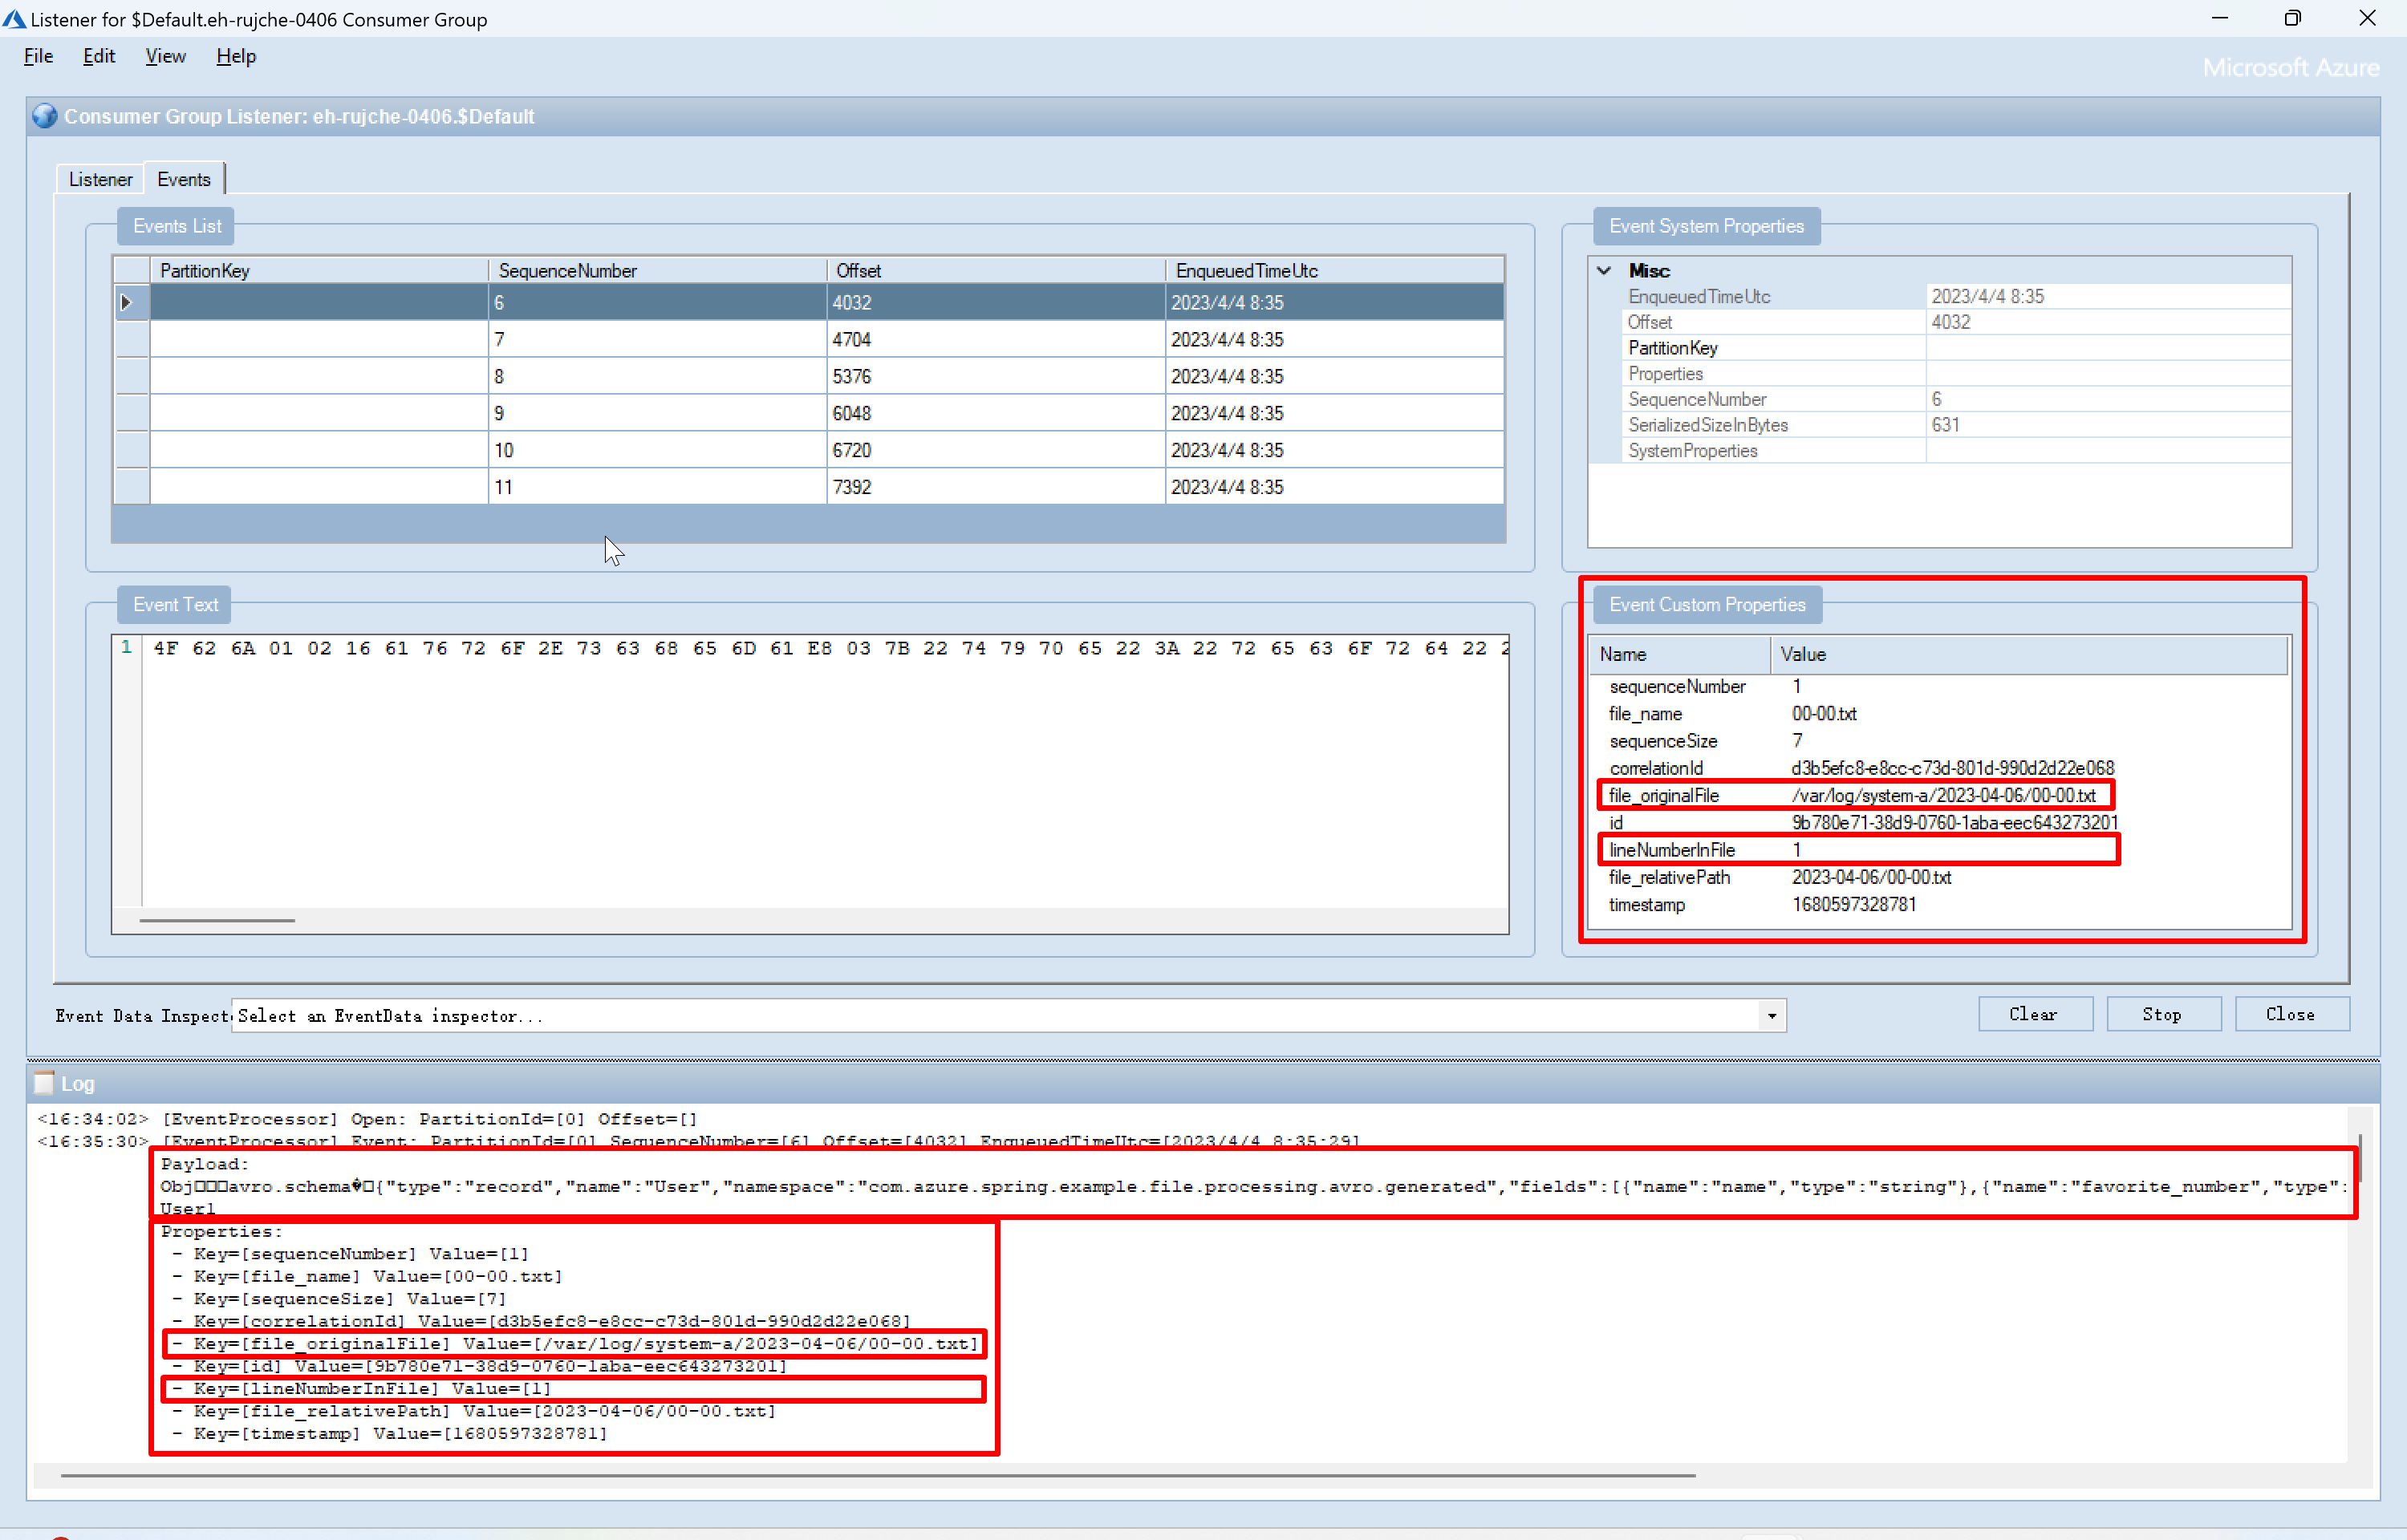 Listener for $Default.eh-rujche-0406 Consumer Group
File Edit View Help
Microsoft Azure
Consumer Group Listener: eh-rujche-0406.$Default
Listener Events
Events List
PartitionKey SequenceNumber Offset EnqueuedTimeUtc
6 4032 2023/4/4 8:35
7 4704 2023/4/4 8:35
8 5376 2023/4/4 8:35
9 6048 2023/4/4 8:35
10 6720 2023/4/4 8:35
11 7392 2023/4/4 8:35
Event System Properties
Misc
EnqueuedTimeUtc 2023/4/4 8:35
Offset 4032
PartitionKey
Properties
SequenceNumber 6
SerializedSizeInBytes 631
SystemProperties
Event Text
1 4F 62 6A 01 02 16 61 76 72 6F 2E 73 63 68 65 6D 61 E8 03 7B 22 74 79 70 65 22 3A 22 72 65 63 6F 72 64 22 2
Event Custom Properties
Name Value
sequenceNumber 1
file_name 00-00.txt
sequenceSize 7
correlationId d3b5efc8-e8cc-c73d-801d-990d2d22e068
file_originalFile /var/log/system-a/2023-04-06/00-00.txt
id 9b780e71-38d9-0760-1aba-eec643273201
lineNumberInFile 1
file_relativePath 2023-04-06/00-00.txt
timestamp 1680597328781
Event Data Inspect Select an EventData inspector...
Clear Stop Close
Log
<16:34:02> [EventProcessor] Open: PartitionId=[0] Offset=[]
<16:35:30> [EventProcessor] Event: PartitionId=[0] SequenceNumber=[6] Offset=[4032] EnqueuedTimeUtc=[2023/4/4 8:35:29]
Payload:
Obj□□□avro.schema�□{"type":"record","name":"User","namespace":"com.azure.spring.example.file.processing.avro.generated","fields":[{"name":"name","type":"string"},{"name":"favorite_number","type":
User1
Properties:
- Key=[sequenceNumber] Value=[1]
- Key=[file_name] Value=[00-00.txt]
- Key=[sequenceSize] Value=[7]
- Key=[correlationId] Value=[d3b5efc8-e8cc-c73d-801d-990d2d22e068]
- Key=[file_originalFile] Value=[/var/log/system-a/2023-04-06/00-00.txt]
- Key=[id] Value=[9b780e71-38d9-0760-1aba-eec643273201]
- Key=[lineNumberInFile] Value=[1]
- Key=[file_relativePath] Value=[2023-04-06/00-00.txt]
- Key=[timestamp] Value=[1680597328781]